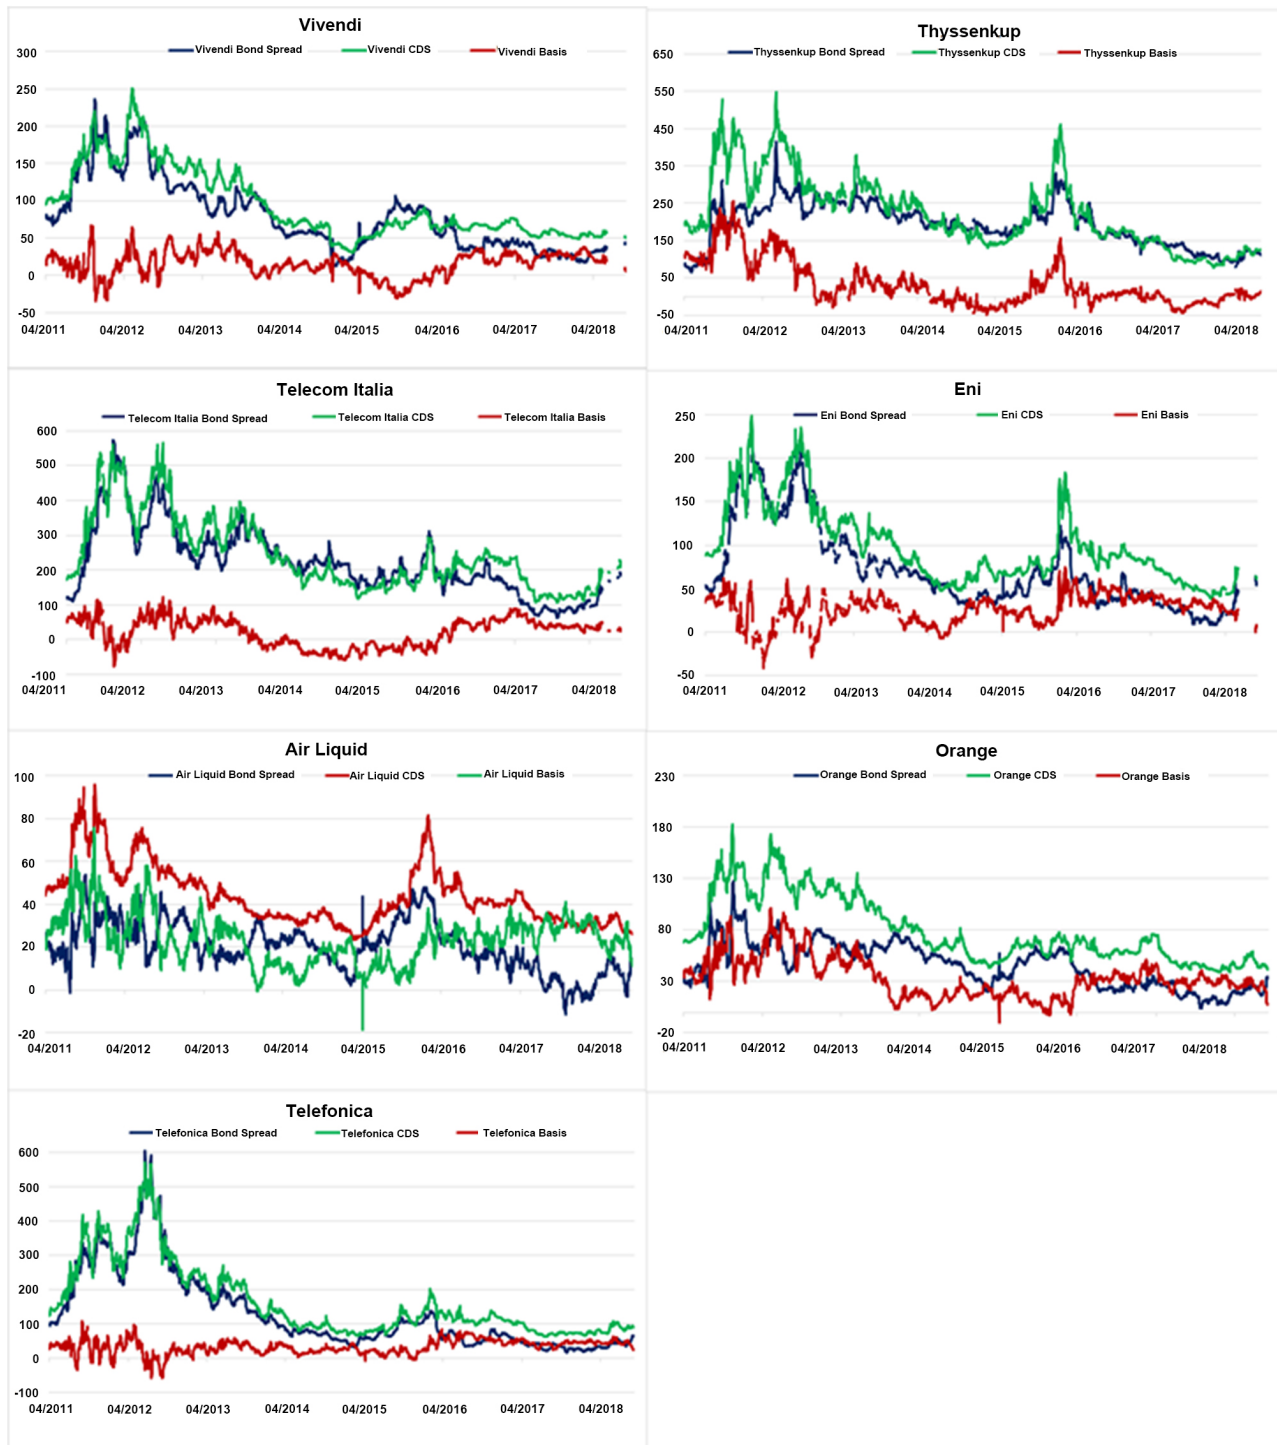 Vivendi
Vivendi Bond Spread Vivendi CDS Vivendi Basis
300
250
200
150
100
50
0
-50
04/2011 04/2012 04/2013 04/2014 04/2015 04/2016 04/2017 04/2018
Thyssenkup
Thyssenkup Bond Spread Thyssenkup CDS Thyssenkup Basis
650
550
450
350
250
150
50
-50
04/2011 04/2012 04/2013 04/2014 04/2015 04/2016 04/2017 04/2018
Telecom Italia
Telecom Italia Bond Spread Telecom Italia CDS Telecom Italia Basis
600
500
400
300
200
100
0
-100
04/2011 04/2012 04/2013 04/2014 04/2015 04/2016 04/2017 04/2018
Eni
Eni Bond Spread Eni CDS Eni Basis
250
200
150
100
50
0
-50
04/2011 04/2012 04/2013 04/2014 04/2015 04/2016 04/2017 04/2018
Air Liquid
Air Liquid Bond Spread Air Liquid CDS Air Liquid Basis
100
80
60
40
20
0
-20
04/2011 04/2012 04/2013 04/2014 04/2015 04/2016 04/2017 04/2018
Orange
Orange Bond Spread Orange CDS Orange Basis
230
180
130
80
30
-20
04/2011 04/2012 04/2013 04/2014 04/2015 04/2016 04/2017 04/2018
Telefonica
Telefonica Bond Spread Telefonica CDS Telefonica Basis
600
500
400
300
200
100
0
-100
04/2011 04/2012 04/2013 04/2014 04/2015 04/2016 04/2017 04/2018